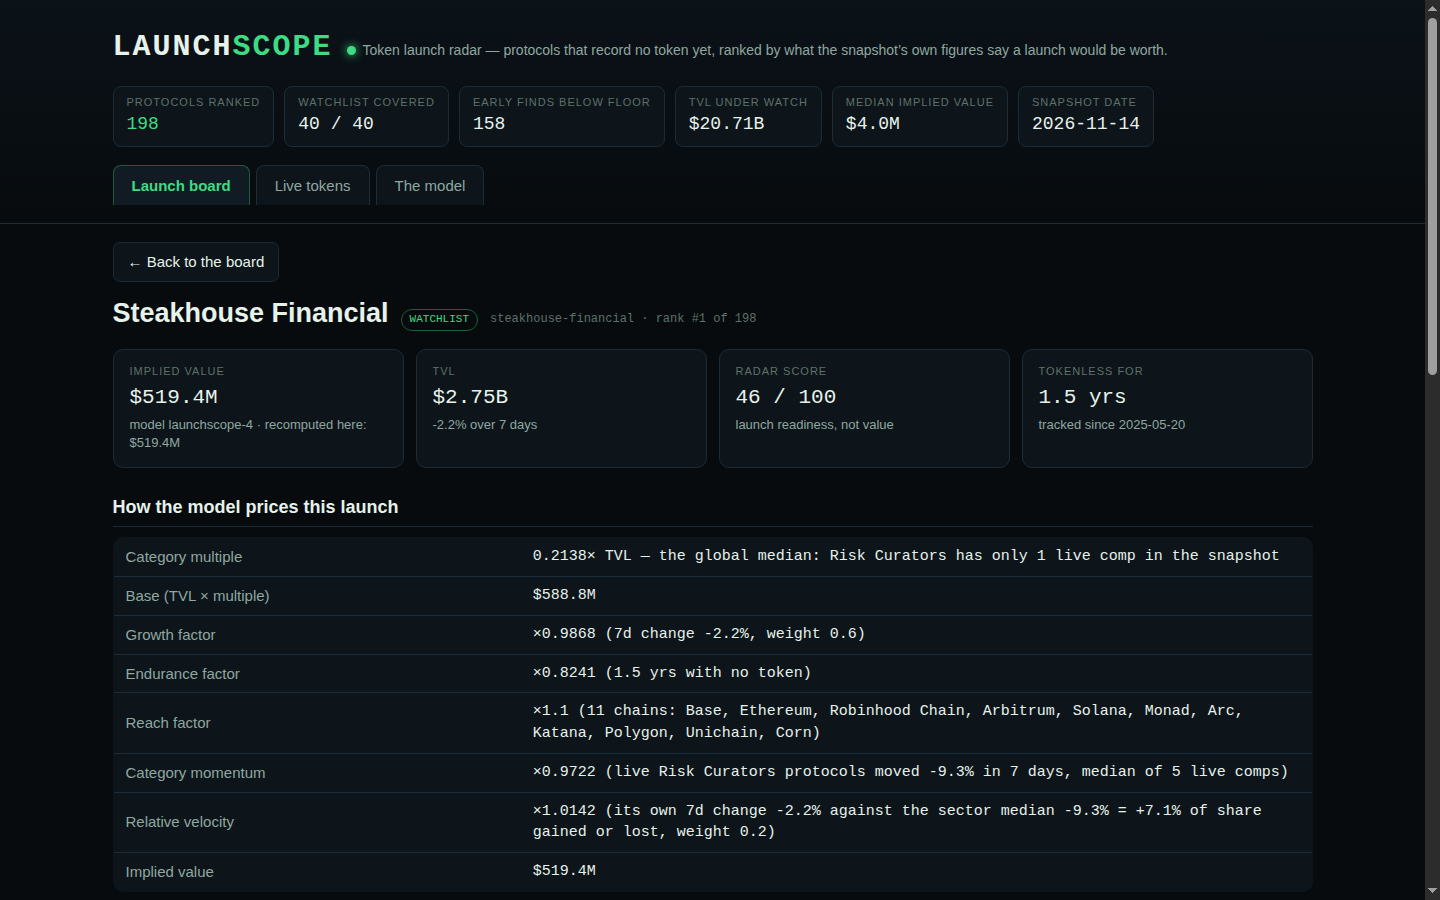 LAUNCHSCOPE Token launch radar — protocols that record no token yet, ranked by what the snapshot's own figures say a launch would be worth.
PROTOCOLS RANKED
198
WATCHLIST COVERED
40 / 40
EARLY FINDS BELOW FLOOR
158
TVL UNDER WATCH
$20.71B
MEDIAN IMPLIED VALUE
$4.0M
SNAPSHOT DATE
2026-11-14
Launch board
Live tokens
The model
← Back to the board
Steakhouse Financial WATCHLIST steakhouse-financial · rank #1 of 198
IMPLIED VALUE
$519.4M
model launchscope-4 · recomputed here:
$519.4M
TVL
$2.75B
-2.2% over 7 days
RADAR SCORE
46 / 100
launch readiness, not value
TOKENLESS FOR
1.5 yrs
tracked since 2025-05-20
How the model prices this launch
Category multiple 0.2138× TVL — the global median: Risk Curators has only 1 live comp in the snapshot
Base (TVL × multiple) $588.8M
Growth factor ×0.9868 (7d change -2.2%, weight 0.6)
Endurance factor ×0.8241 (1.5 yrs with no token)
Reach factor ×1.1 (11 chains: Base, Ethereum, Robinhood Chain, Arbitrum, Solana, Monad, Arc,
Katana, Polygon, Unichain, Corn)
Category momentum ×0.9722 (live Risk Curators protocols moved -9.3% in 7 days, median of 5 live comps)
Relative velocity ×1.0142 (its own 7d change -2.2% against the sector median -9.3% = +7.1% of share
gained or lost, weight 0.2)
Implied value $519.4M